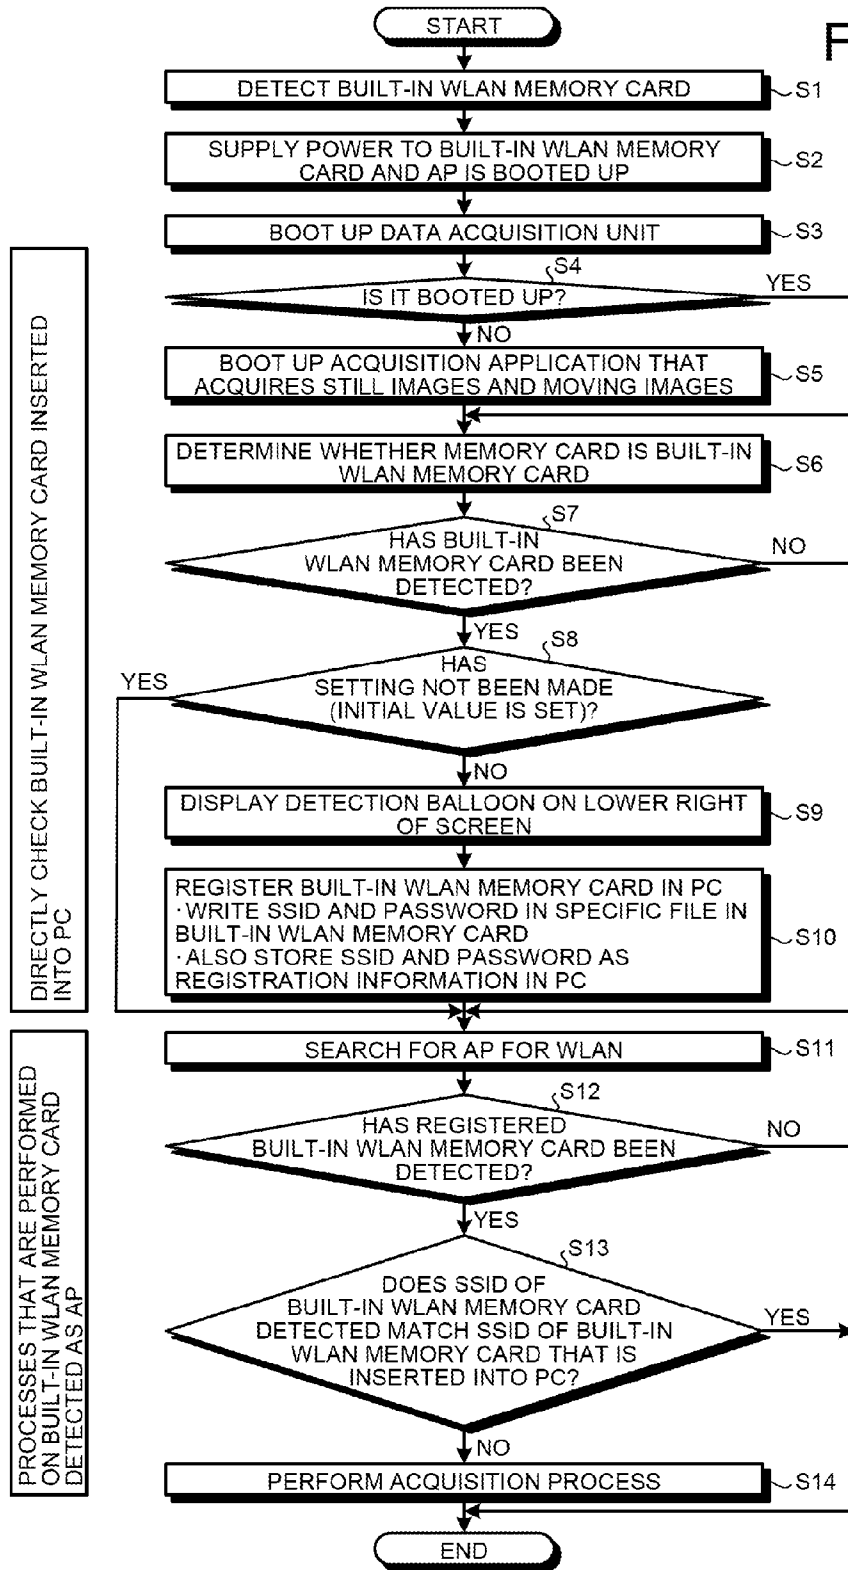 START
F
DETECT BUILT-IN WLAN MEMORY CARD
S1
SUPPLY POWER TO BUILT-IN WLAN MEMORY
CARD AND AP IS BOOTED UP
S2
BOOT UP DATA ACQUISITION UNIT
S3
S4
IS IT BOOTED UP?
YES
NO
BOOT UP ACQUISITION APPLICATION THAT
ACQUIRES STILL IMAGES AND MOVING IMAGES
S5
DETERMINE WHETHER MEMORY CARD IS BUILT-IN
WLAN MEMORY CARD
S6
S7
HAS BUILT-IN
WLAN MEMORY CARD BEEN
DETECTED?
NO
YES
S8
HAS
SETTING NOT BEEN MADE
(INITIAL VALUE IS SET)?
YES
NO
DISPLAY DETECTION BALLOON ON LOWER RIGHT
OF SCREEN
S9
REGISTER BUILT-IN WLAN MEMORY CARD IN PC
·WRITE SSID AND PASSWORD IN SPECIFIC FILE IN
BUILT-IN WLAN MEMORY CARD
·ALSO STORE SSID AND PASSWORD AS
REGISTRATION INFORMATION IN PC
S10
DIRECTLY CHECK BUILT-IN WLAN MEMORY CARD INSERTED
INTO PC
SEARCH FOR AP FOR WLAN
S11
S12
HAS REGISTERED
BUILT-IN WLAN MEMORY CARD BEEN
DETECTED?
NO
YES
S13
DOES SSID OF
BUILT-IN WLAN MEMORY CARD
DETECTED MATCH SSID OF BUILT-IN
WLAN MEMORY CARD THAT IS
INSERTED INTO PC?
YES
NO
PERFORM ACQUISITION PROCESS
S14
PROCESSES THAT ARE PERFORMED
ON BUILT-IN WLAN MEMORY CARD
DETECTED AS AP
END